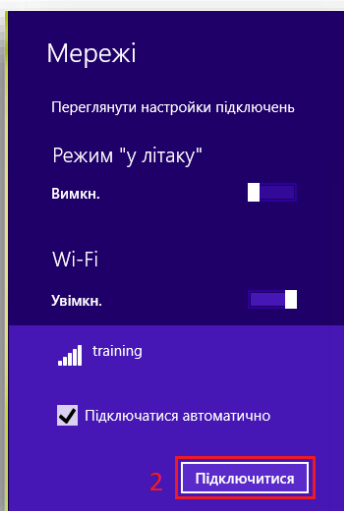 Мережі
Переглянути настройки підключень
Режим "у літаку"
Вимкн.
Wi-Fi
Увімкн.
training
Підключатися автоматично
2 Підключитися